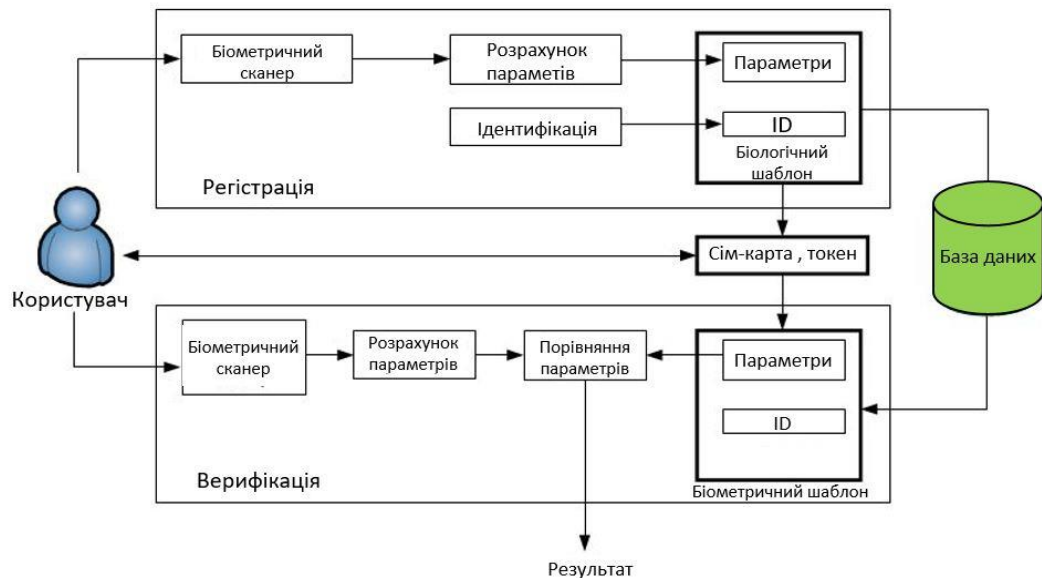 Біометричний
сканер
Розрахунок
параметів
Параметри
Ідентифікація
ID
Біологічний
шаблон
Регістрація
Сім-карта , токен
База даних
Користувач
Біометричний
сканер
Розрахунок
параметрів
Порівняння
параметрів
Параметри
ID
Верифікація
Біометричний шаблон
Результат